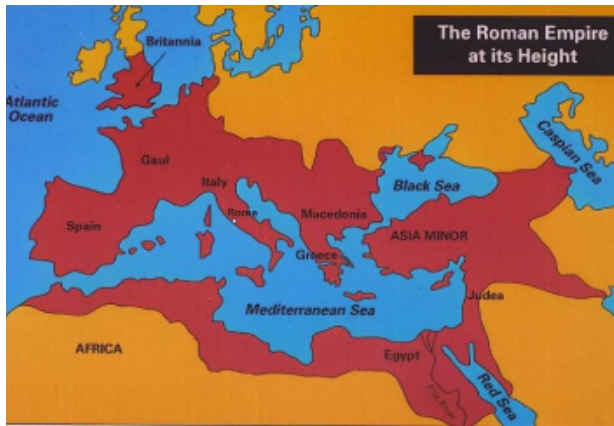 The Roman Empire
at its Height
Britannia
Atlantic
Ocean
Caspian Sea
Gaul
Italy
Black Sea
Spain
Rome
Macedonia
ASIA MINOR
Greece
Judea
Mediterranean Sea
AFRICA
Egypt
River
Red Sea